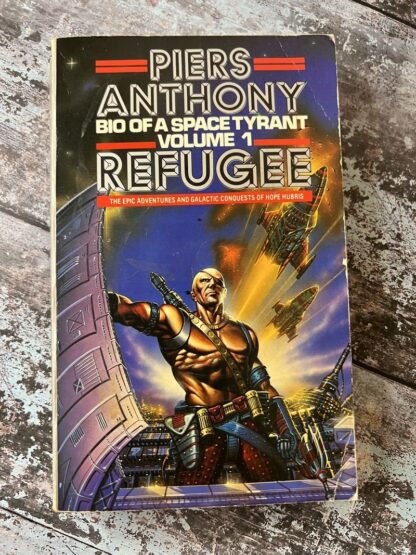 PIERS
ANTHONY
BIO OF A SPACE TYRANT
VOLUME 1
REFUGEE
THE EPIC ADVENTURES AND GALACTIC CONQUESTS OF HOPE HUBRIS